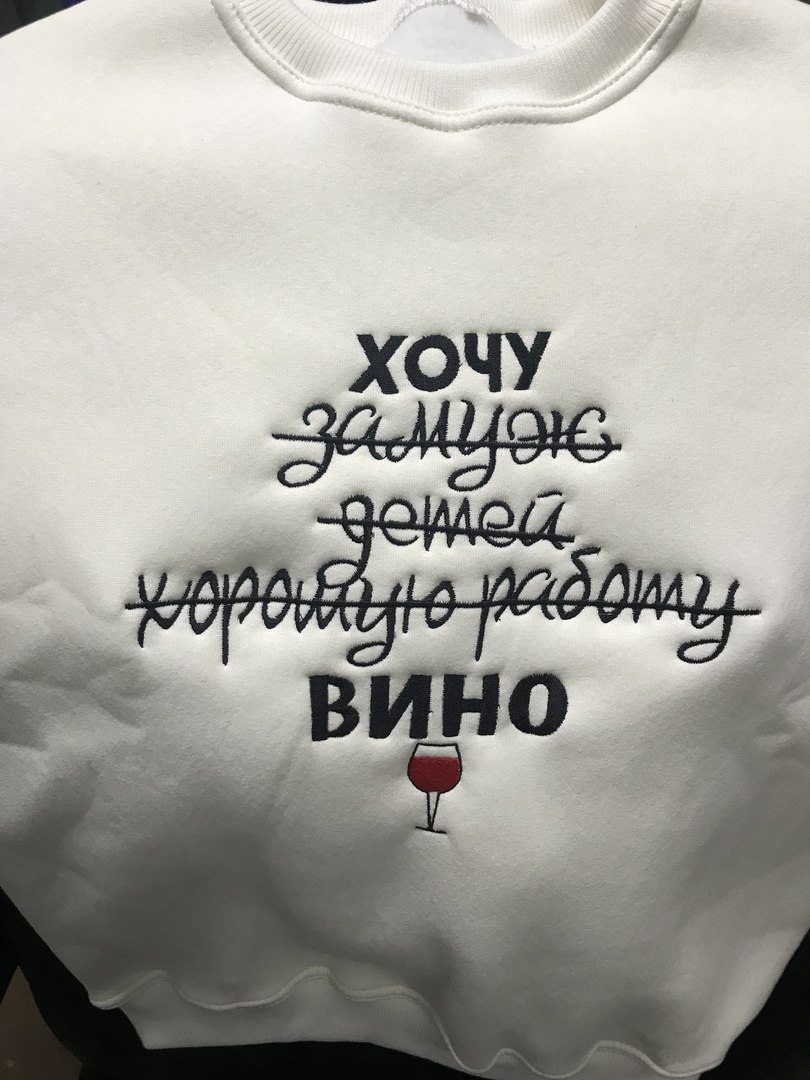 ХОЧУ
замуж
детей
хорошую работу
ВИНО